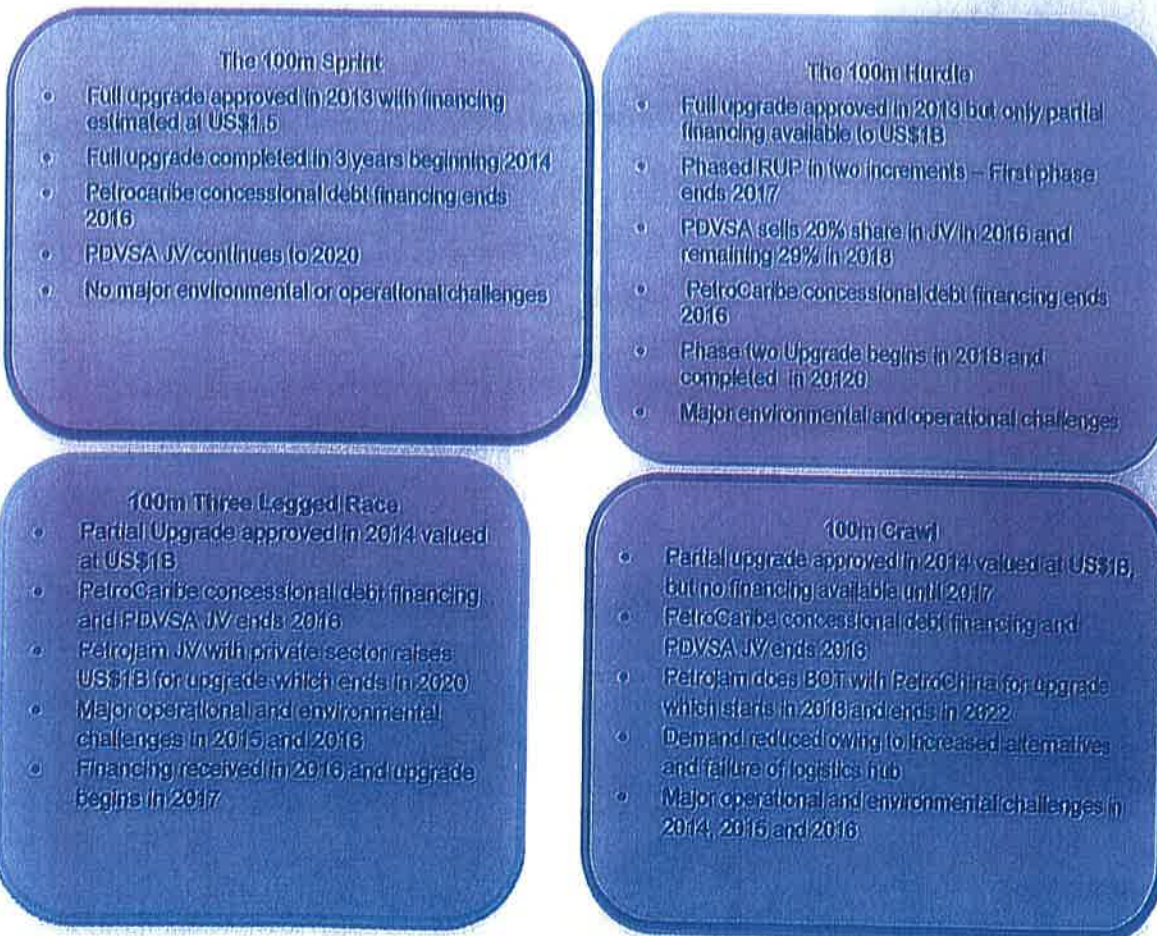 The 100m Sprint
• Full upgrade approved in 2013 with financing
estimated at US$1.5
• Full upgrade completed in 3 years beginning 2014
• Petrocaribe concessional debt financing ends
2016
• PDVSA JV continues to 2020
• No major environmental or operational challenges
The 100m Hurdle
• Full upgrade approved in 2013 but only partial
financing available to US$1B
• Phased RUP in two increments – First phase
ends 2017
• PDVSA sells 20% share in JV in 2016 and
remaining 29% in 2018
• PetroCaribe concessional debt financing ends
2016
• Phase two Upgrade begins in 2018 and
completed in 20120
• Major environmental and operational challenges
100m Three Legged Race
• Partial Upgrade approved in 2014 valued
at US$1B
• PetroCaribe concessional debt financing
and PDVSA JV ends 2016
• Petrojam JV with private sector raises
US$1B for upgrade which ends in 2020
• Major operational and environmental
challenges in 2015 and 2016
• Financing received in 2016 and upgrade
begins in 2017
100m Crawl
• Partial upgrade approved in 2014 valued at US$1B,
but no financing available until 2017
• PetroCaribe concessional debt financing and
PDVSA JV ends 2016
• Petrojam does BOT with PetroChina for upgrade
which starts in 2018 and ends in 2022
• Demand reduced owing to increased alternatives
and failure of logistics hub
• Major operational and environmental challenges in
2014, 2015 and 2016